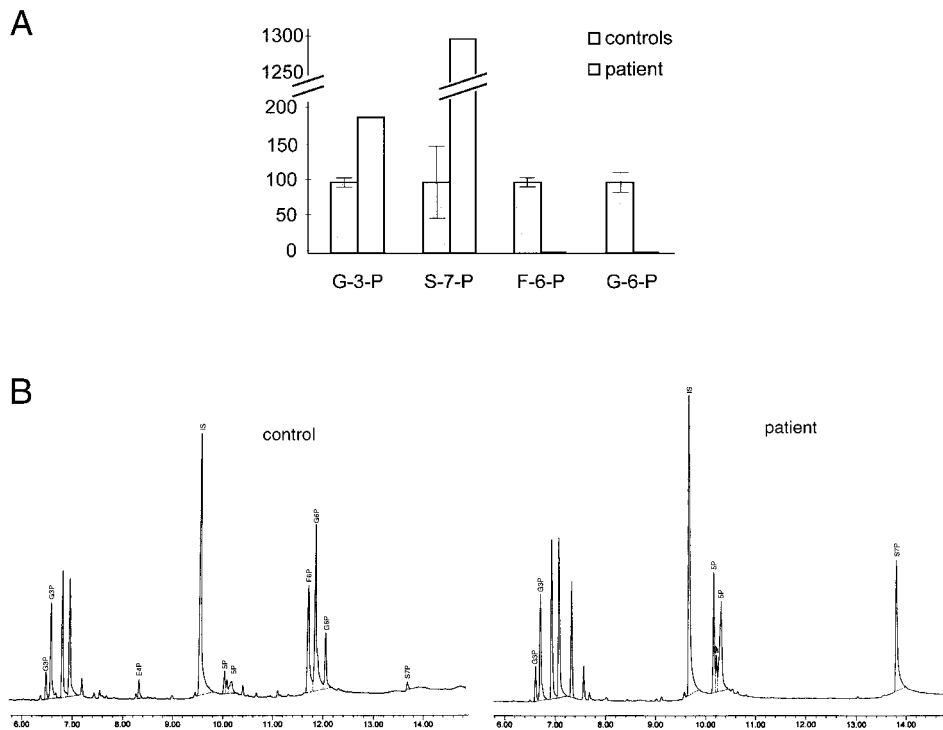 A
1300
1250
200
150
100
50
0
controls
patient
G-3-P S-7-P F-6-P G-6-P
B
control
G3P
G3P
E4P
IS
5P
5P
F6P
G6P
G6P
S7P
6.00 7.00 8.00 9.00 10.00 11.00 12.00 13.00 14.00
patient
G3P
G3P
IS
5P
5P
S7P
6.00 7.00 8.00 9.00 10.00 11.00 12.00 13.00 14.00